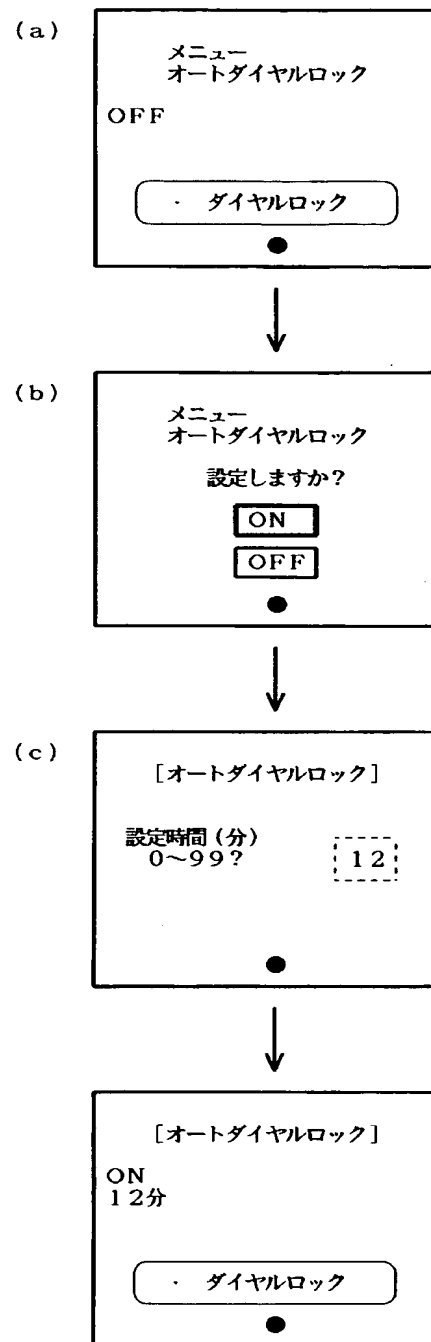 (a)
メニュー
オートダイヤルロック
OFF
・ ダイヤルロック
(b)
メニュー
オートダイヤルロック
設定しますか?
ON
OFF
(c)
[オートダイヤルロック]
設定時間(分)
0〜99? 12
[オートダイヤルロック]
ON
12分
・ ダイヤルロック